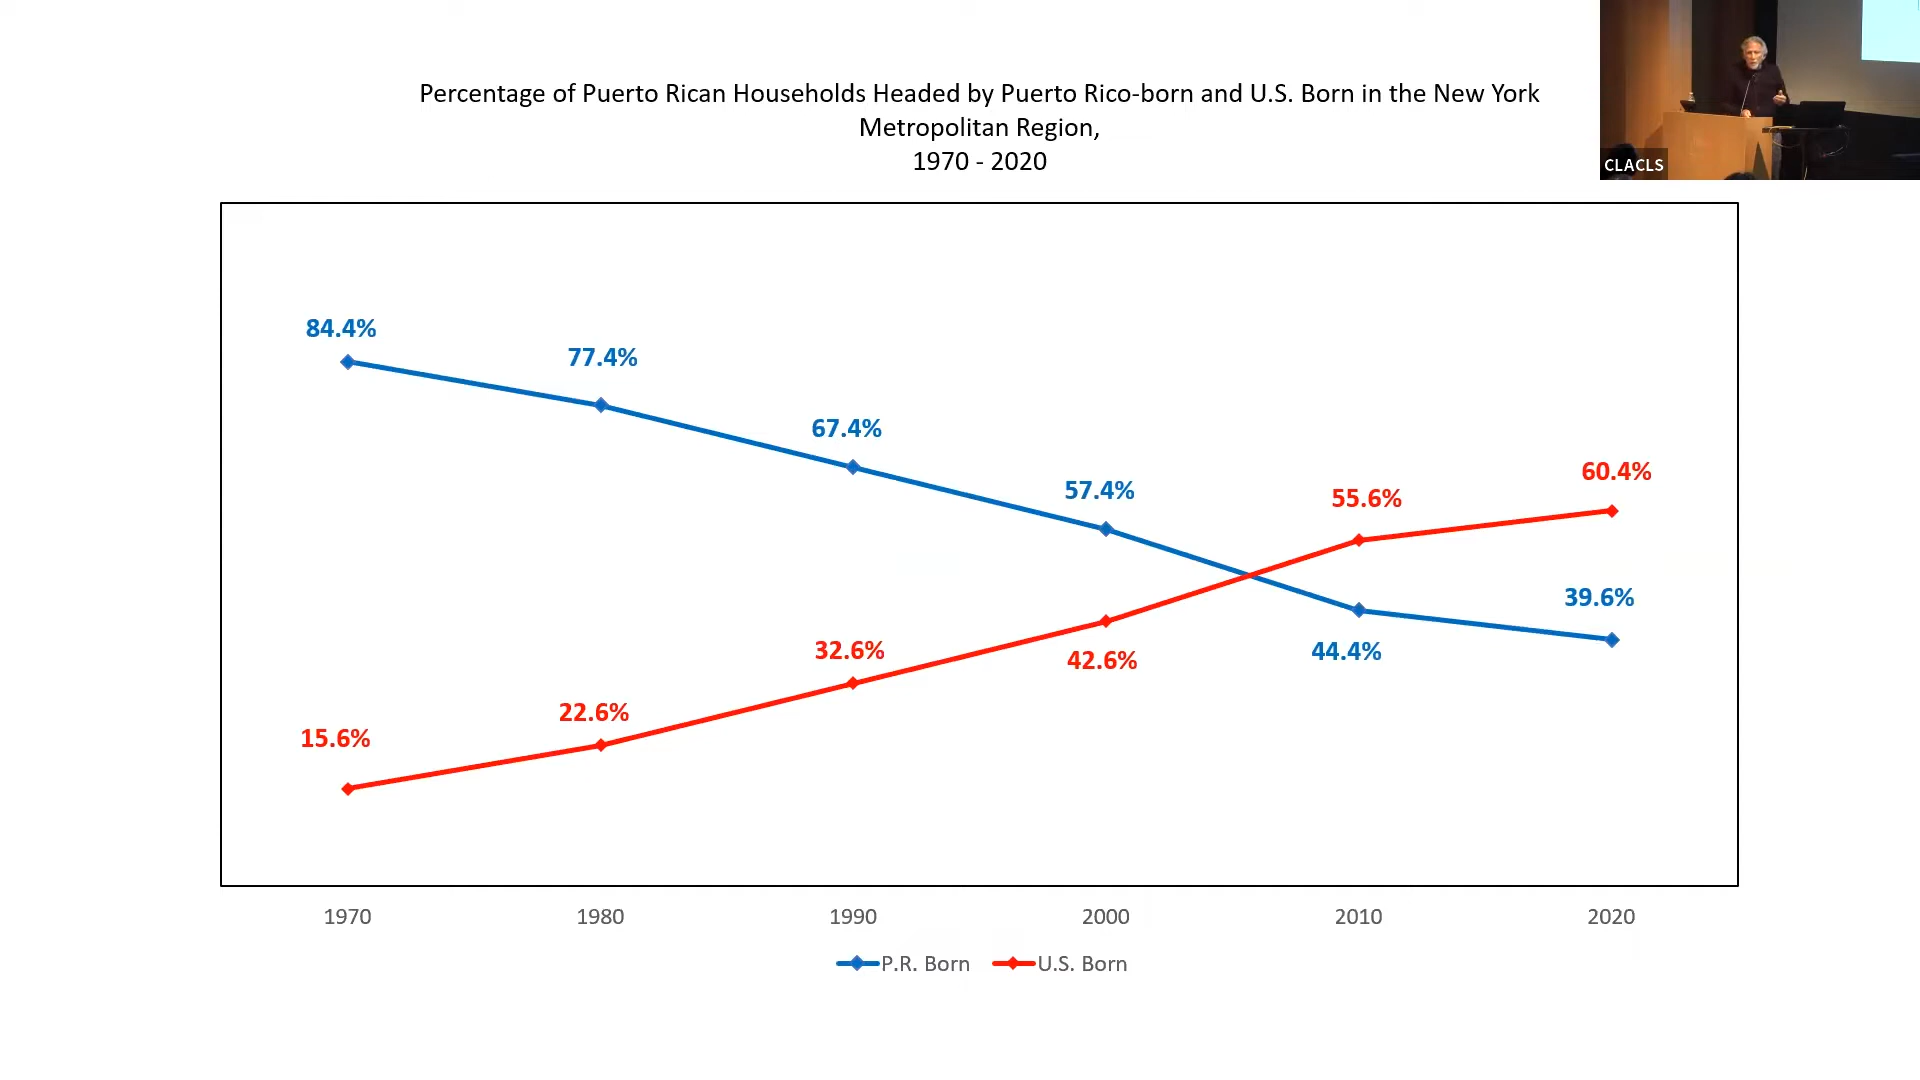 Percentage of Puerto Rican Households Headed by Puerto Rico-born and U.S. Born in the New York
Metropolitan Region,
1970 - 2020
CLACLS
84.4%
77.4%
67.4%
57.4%
44.4%
39.6%
15.6%
22.6%
32.6%
42.6%
55.6%
60.4%
1970 1980 1990 2000 2010 2020
P.R. Born U.S. Born